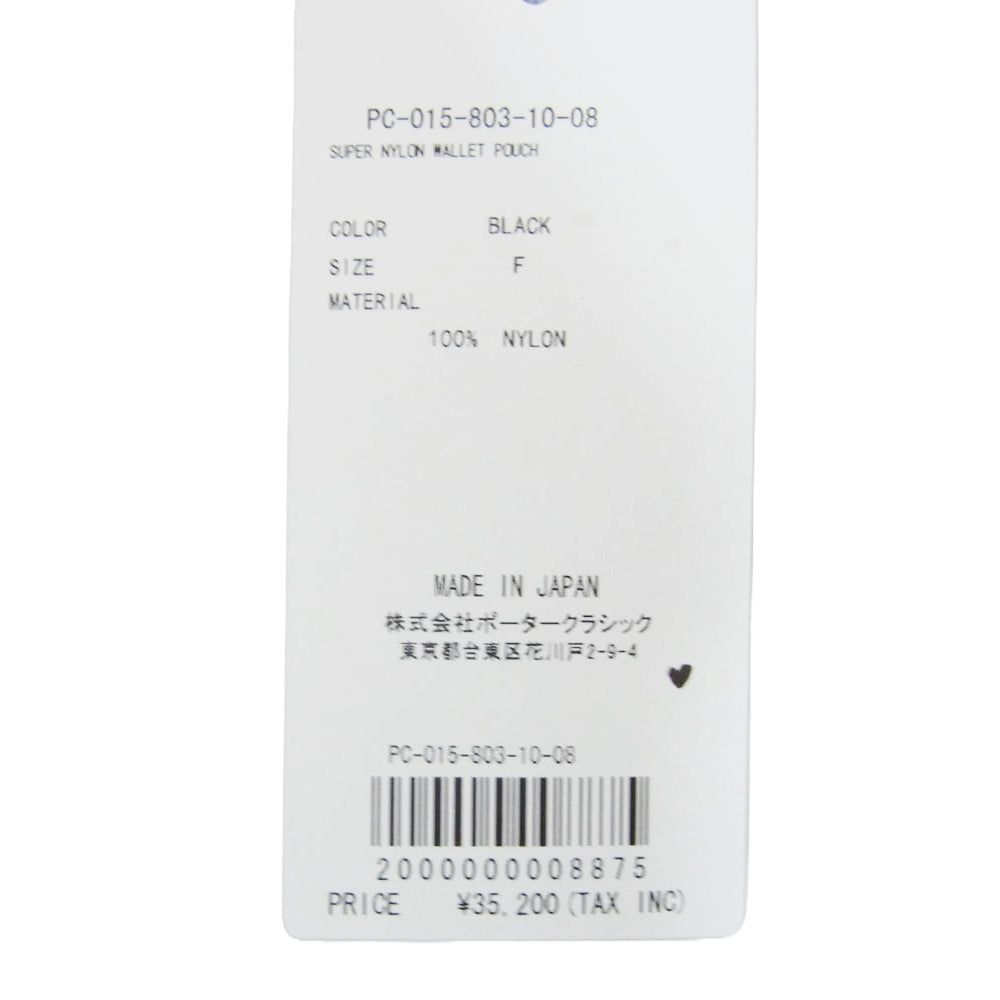 PC-015-803-10-08
SUPER NYLON WALLET POUCH
COLOR BLACK
SIZE F
MATERIAL
100% NYLON
MADE IN JAPAN
株式会社ポータークラシック
東京都台東区花川戸2-9-4
PC-015-803-10-08
2000000008875
PRICE ¥35,200(TAX INC)